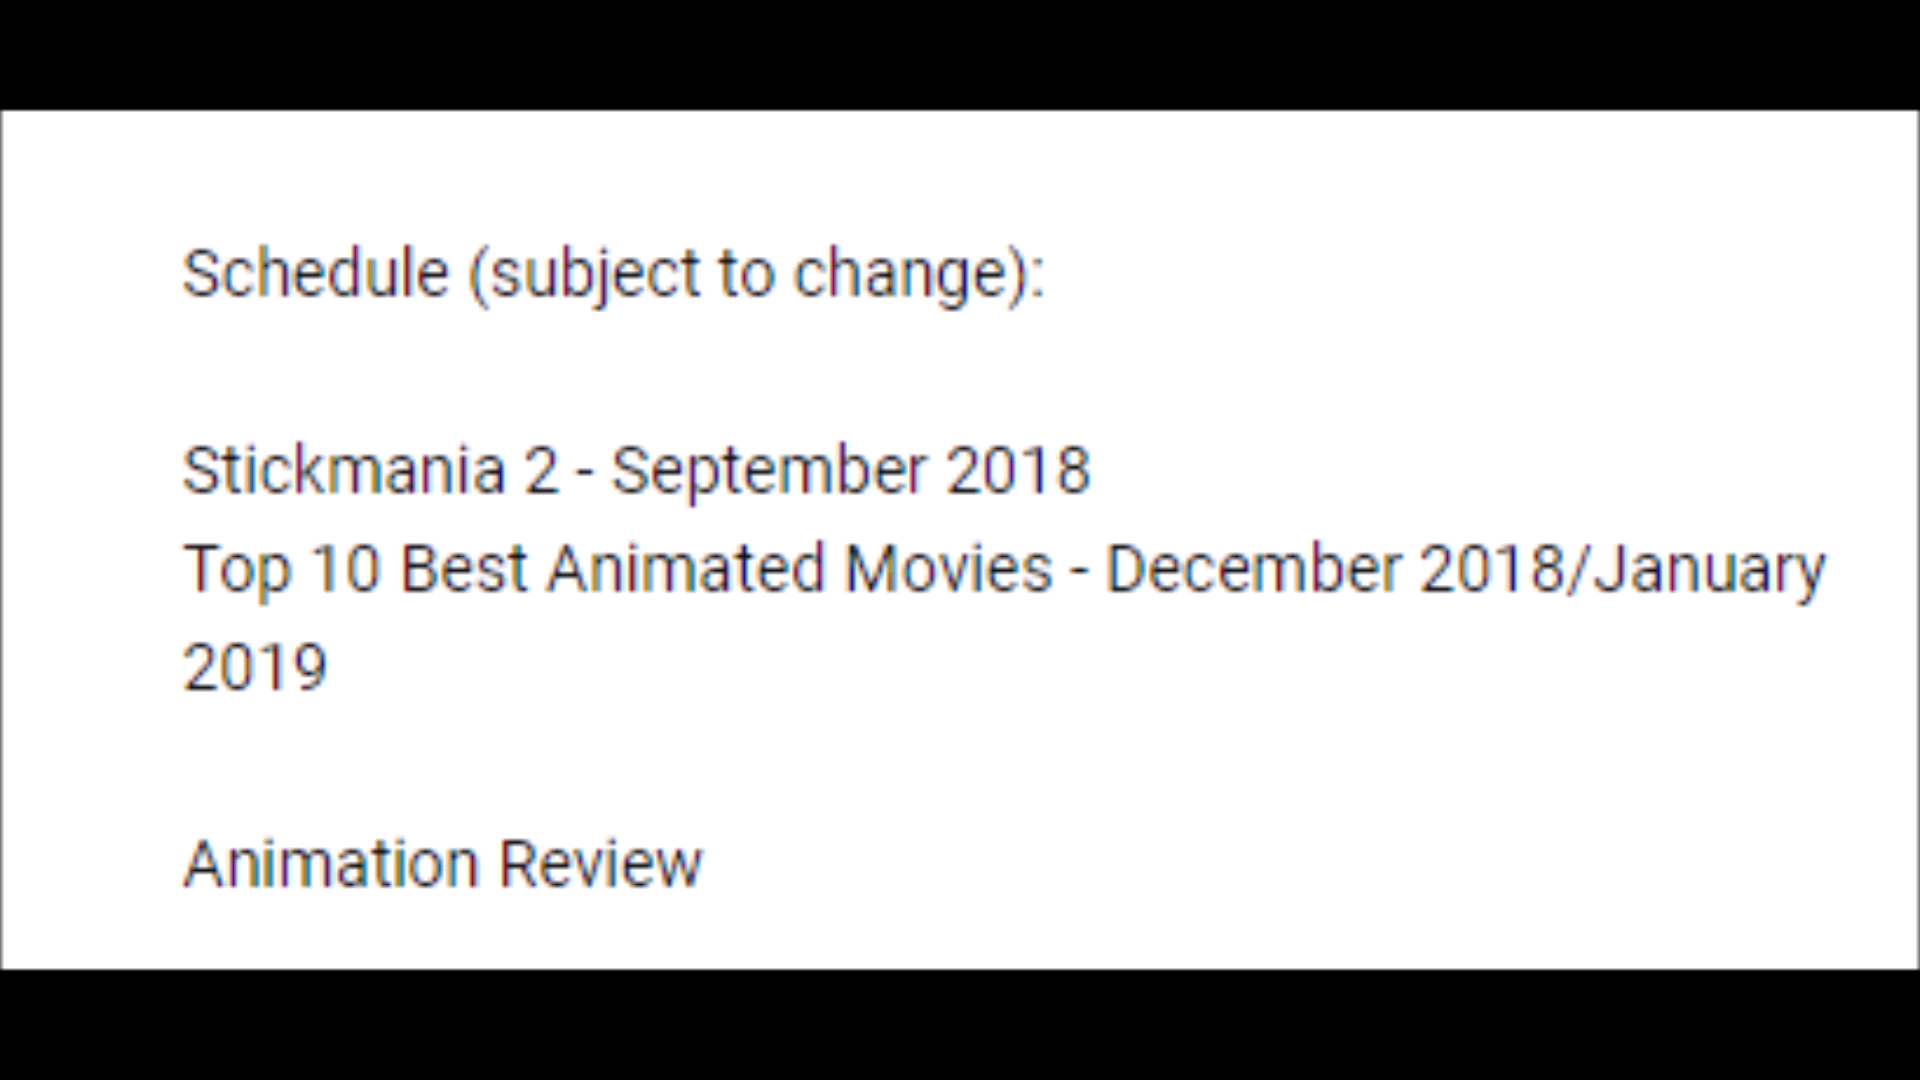 Schedule (subject to change):
Stickmania 2 - September 2018
Top 10 Best Animated Movies - December 2018/January
2019
Animation Review